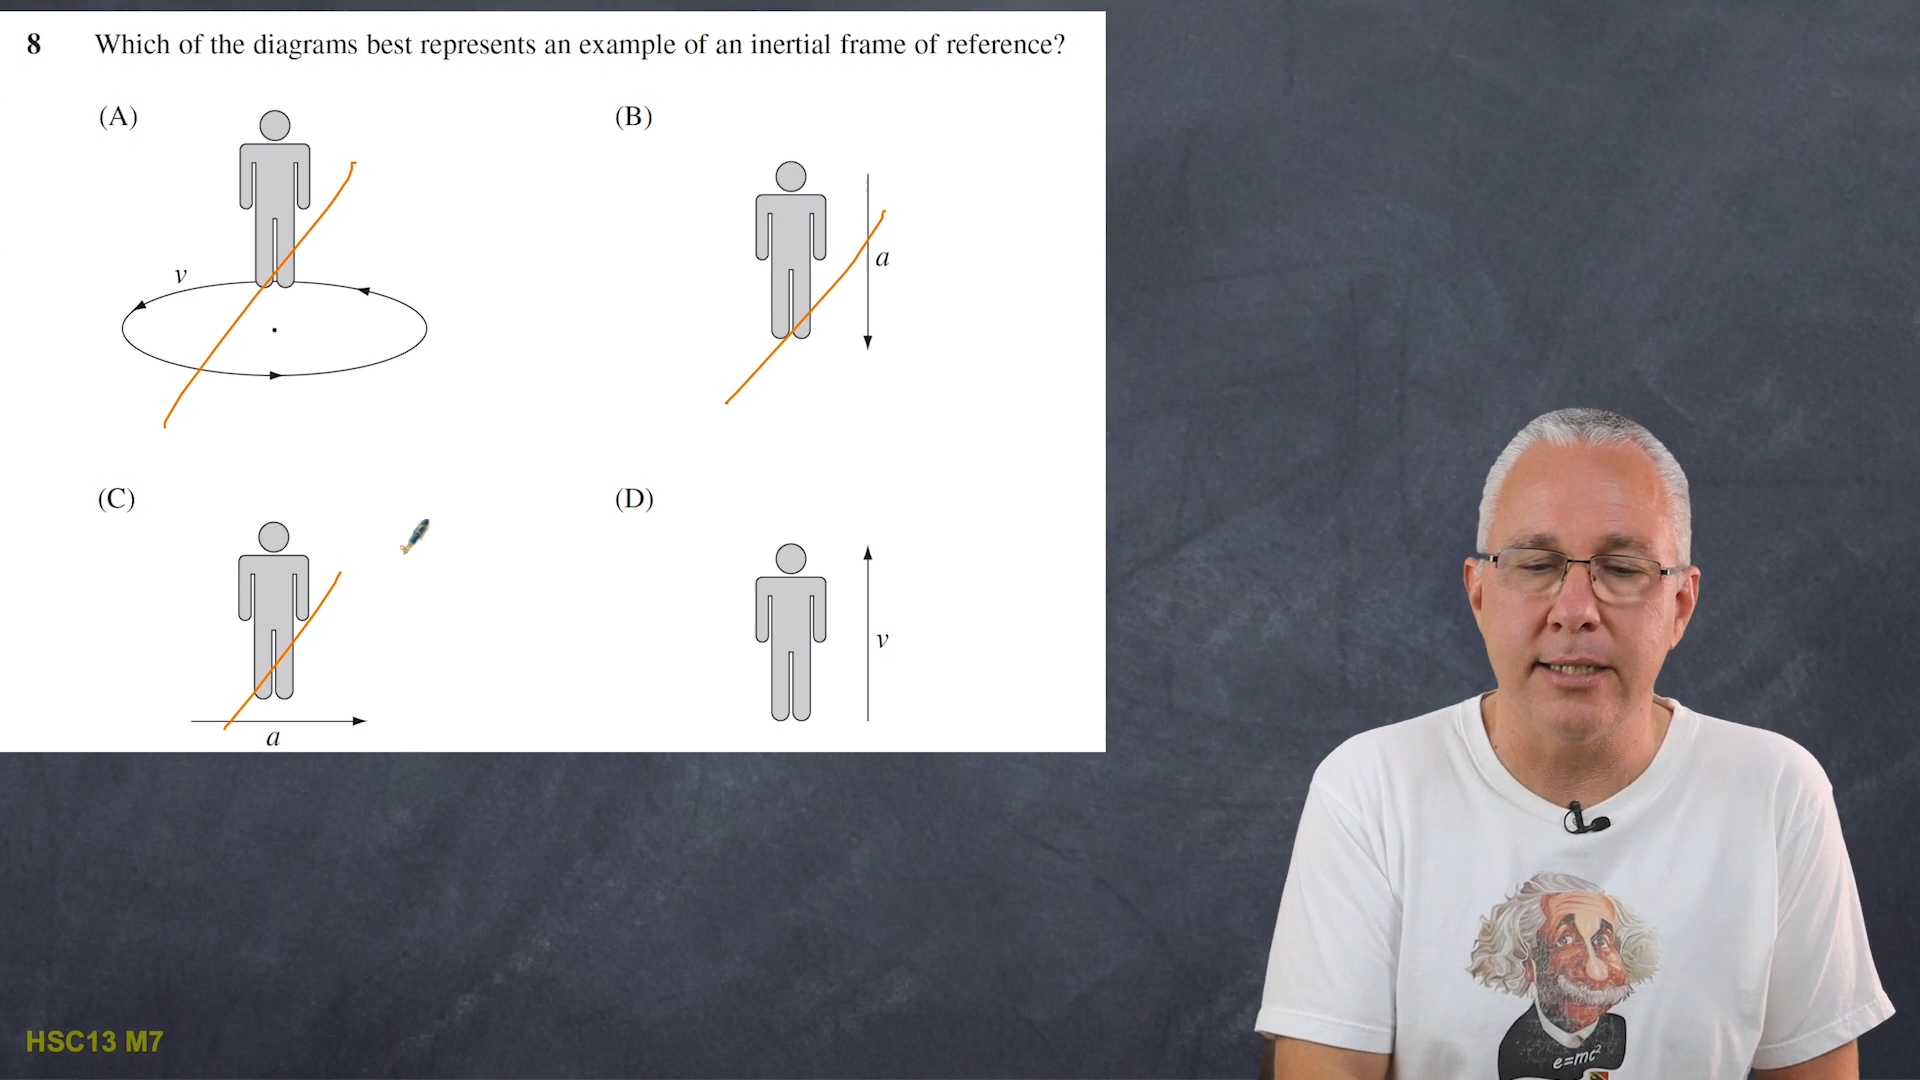 8 Which of the diagrams best represents an example of an inertial frame of reference?
(A) (B)
v
a
(C) (D)
v
a
e=mc²
HSC13 M7